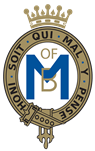 HONI · SOIT · QUI · MAL · Y · PENSE
OF
M
B